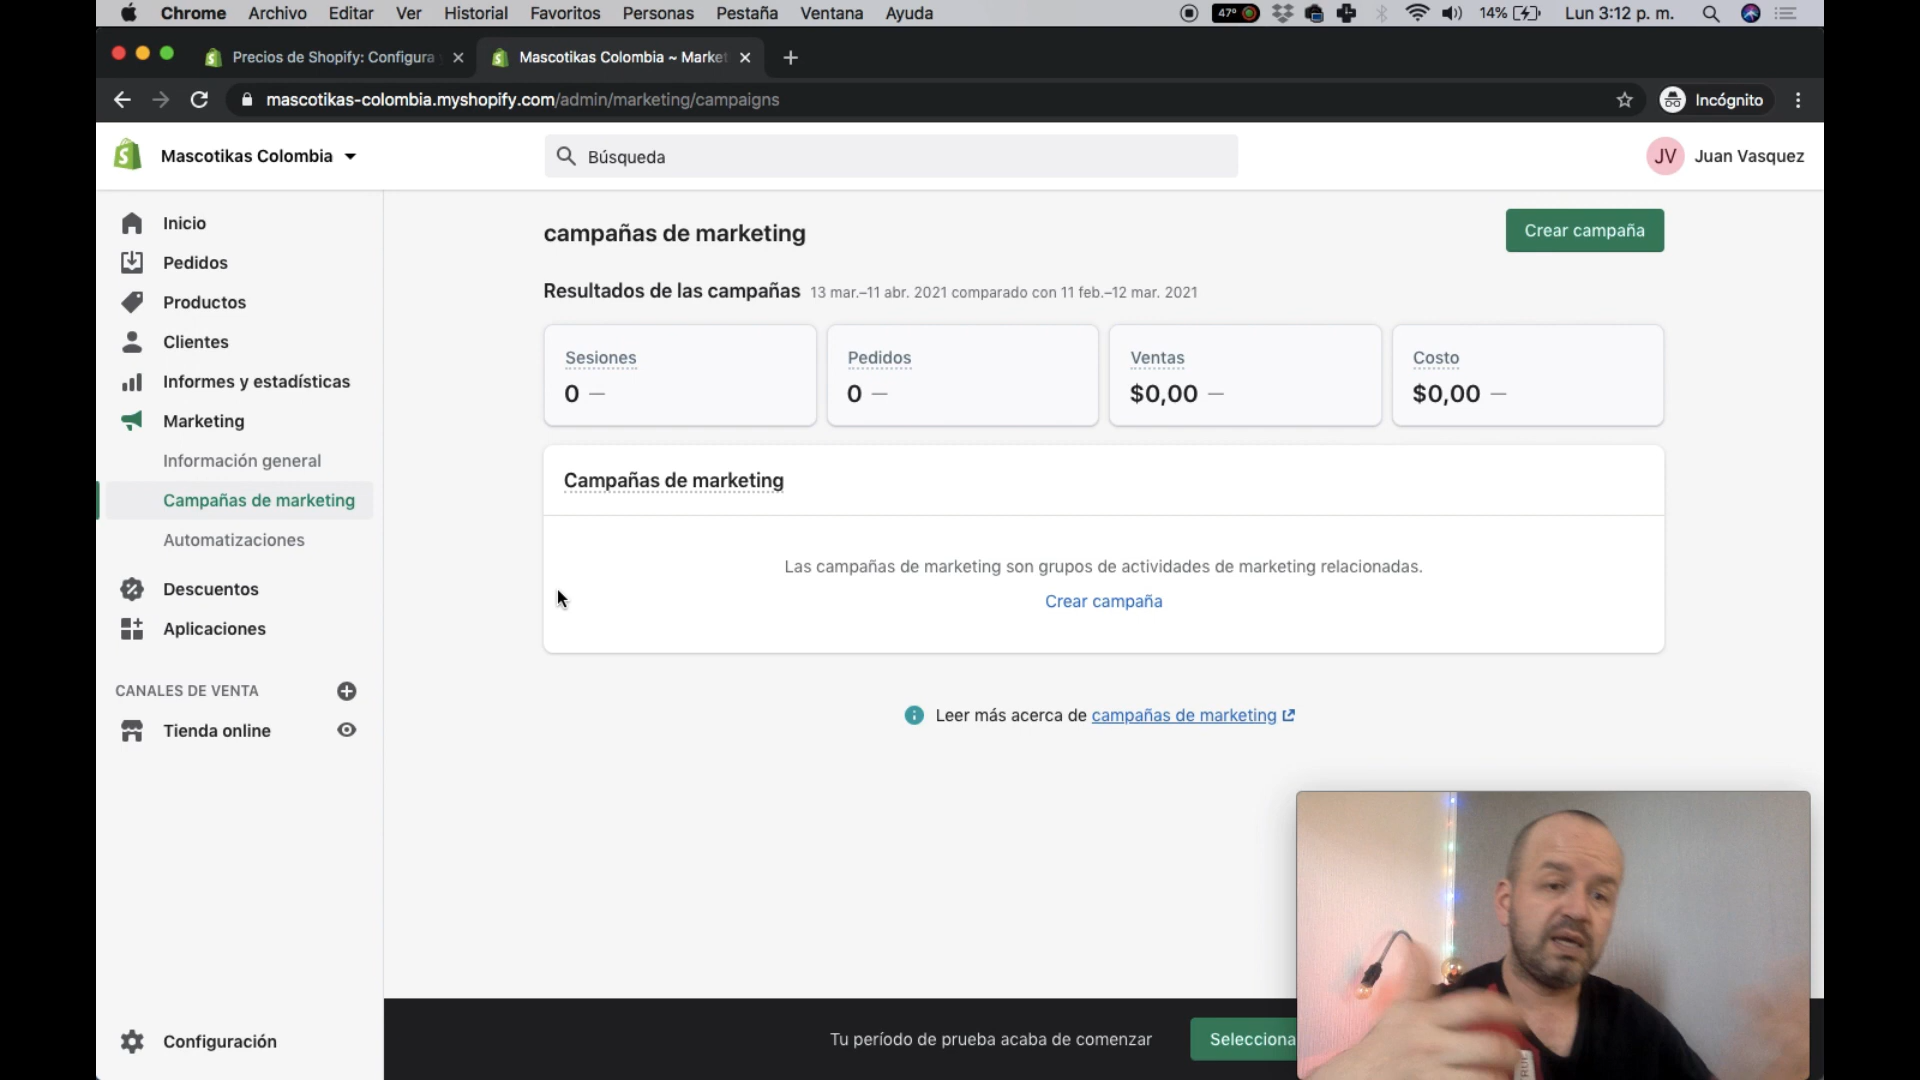 Chrome Archivo Editar Ver Historial Favoritos Personas Pestaña Ventana Ayuda 47° 14% Lun 3:12 p. m.
Precios de Shopify: Configura
Mascotikas Colombia ~ Market
mascotikas-colombia.myshopify.com/admin/marketing/campaigns
Incógnito
Mascotikas Colombia
Búsqueda
JV Juan Vasquez
Inicio
Pedidos
Productos
Clientes
Informes y estadísticas
Marketing
Información general
Campañas de marketing
Automatizaciones
Descuentos
Aplicaciones
CANALES DE VENTA
Tienda online
Configuración
campañas de marketing
Crear campaña
Resultados de las campañas 13 mar.–11 abr. 2021 comparado con 11 feb.–12 mar. 2021
Sesiones
0 —
Pedidos
0 —
Ventas
$0,00 —
Costo
$0,00 —
Campañas de marketing
Las campañas de marketing son grupos de actividades de marketing relacionadas.
Crear campaña
Leer más acerca de campañas de marketing
Tu período de prueba acaba de comenzar
Selecciona